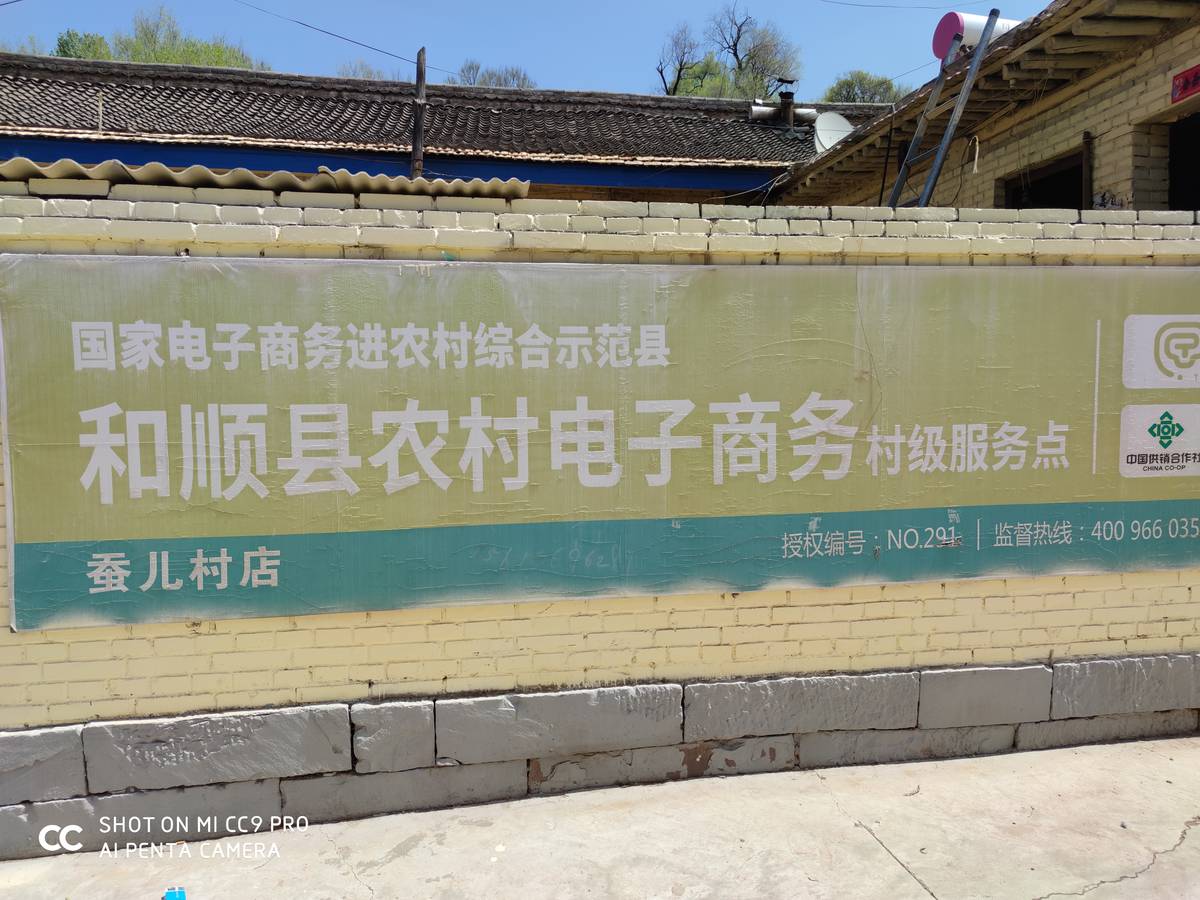 国家电子商务进农村综合示范县
和顺县农村电子商务村级服务点
中国供销合作社
CHINA CO-OP
蚕儿村店
授权编号：NO.291 | 监督热线：400 966 035
SHOT ON MI CC9 PRO
AI PENTA CAMERA